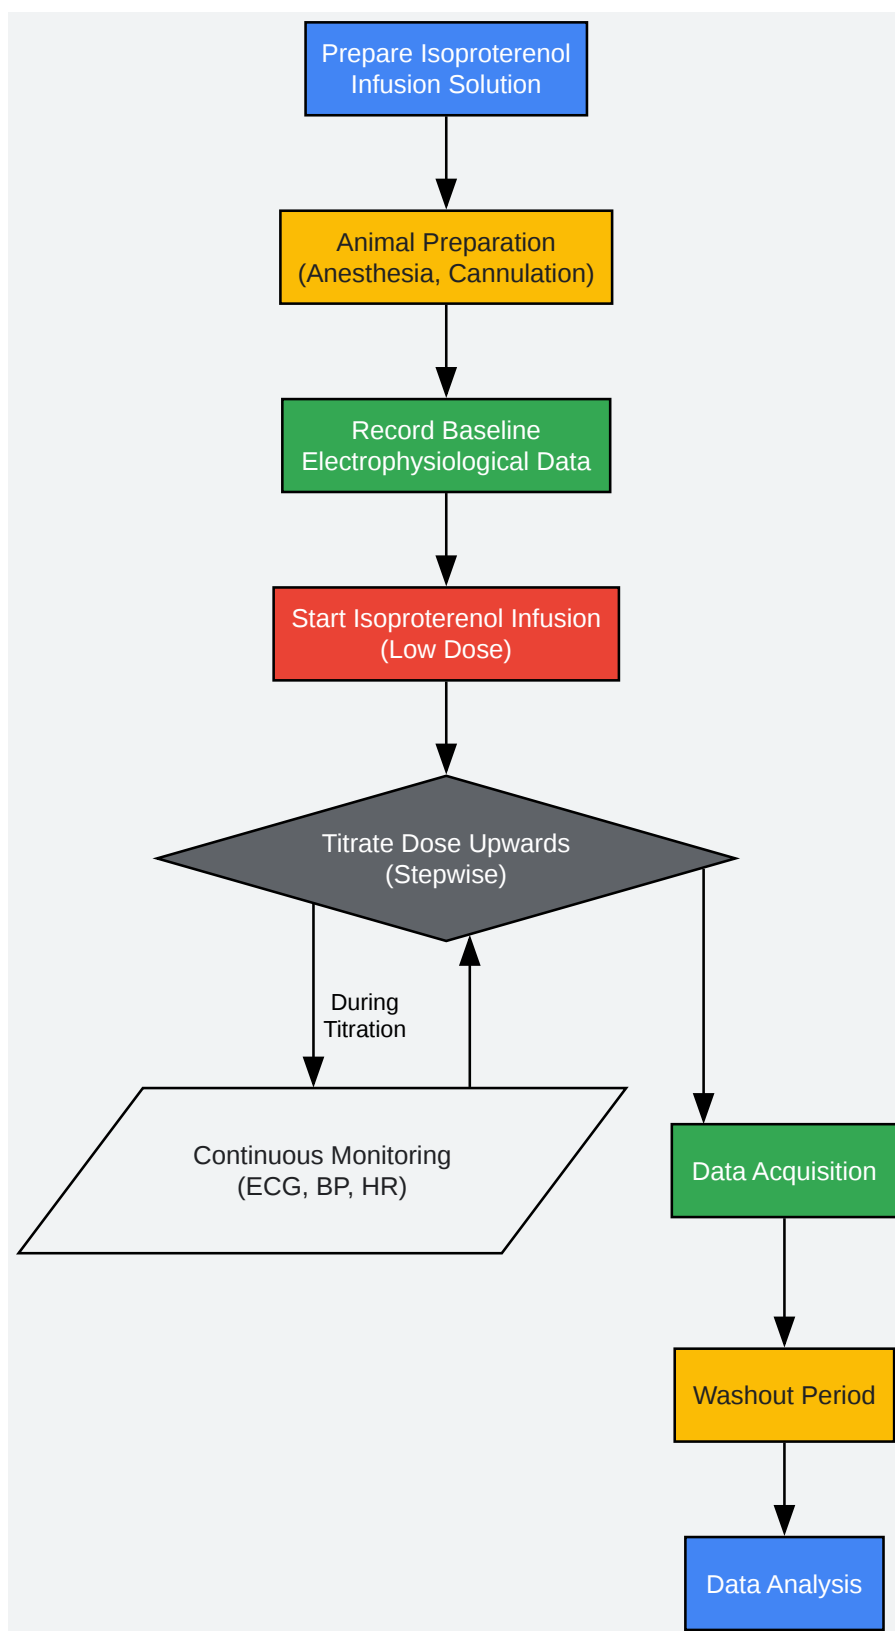 Prepare Isoproterenol
Infusion Solution
Animal Preparation
(Anesthesia, Cannulation)
Record Baseline
Electrophysiological Data
Start Isoproterenol Infusion
(Low Dose)
Titrate Dose Upwards
(Stepwise)
During
Titration
Continuous Monitoring
(ECG, BP, HR)
Data Acquisition
Washout Period
Data Analysis